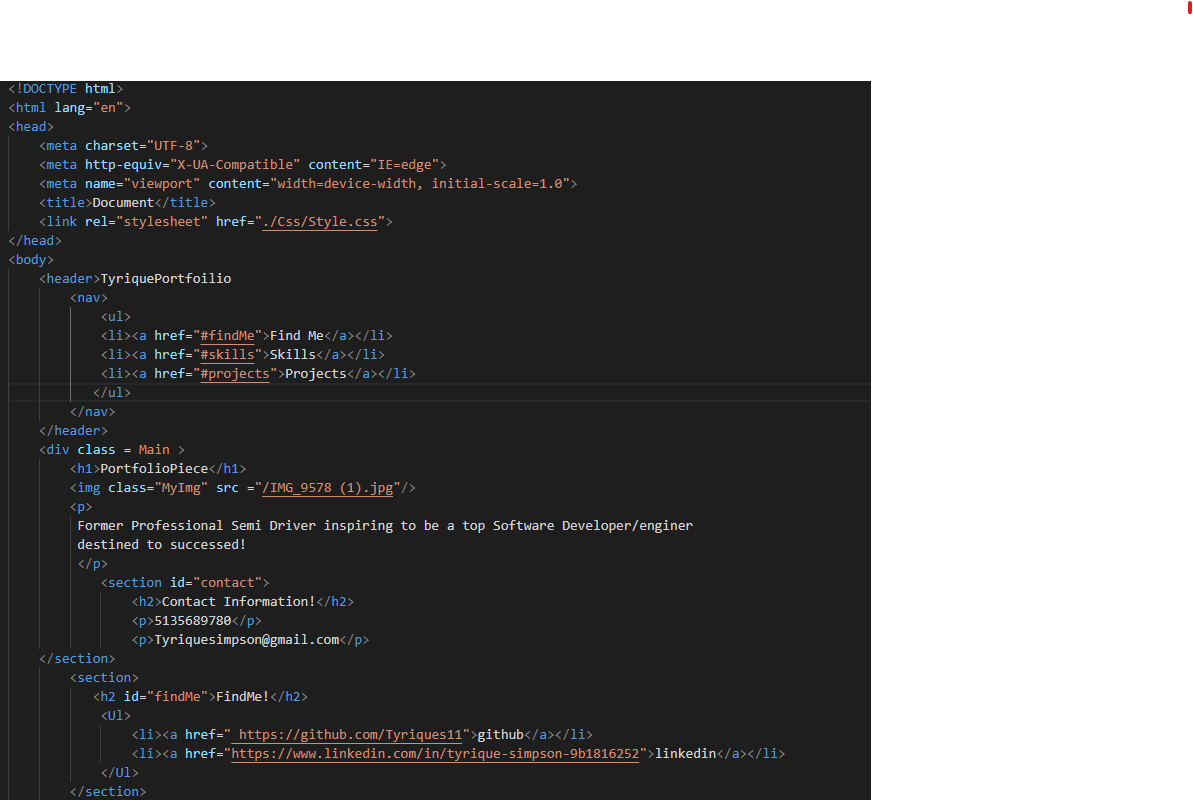 <!DOCTYPE html>
<html lang="en">
<head>
<meta charset="UTF-8">
<meta http-equiv="X-UA-Compatible" content="IE=edge">
<meta name="viewport" content="width=device-width, initial-scale=1.0">
<title>Document</title>
<link rel="stylesheet" href="./Css/Style.css">
</head>
<body>
<header>TyriquePortfoilio
<nav>
<ul>
<li><a href="#findMe">Find Me</a></li>
<li><a href="#skills">Skills</a></li>
<li><a href="#projects">Projects</a></li>
</ul>
</nav>
</header>
<div class = Main >
<h1>PortfolioPiece</h1>
<img class="MyImg" src ="/IMG_9578 (1).jpg"/>
<p>
Former Professional Semi Driver inspiring to be a top Software Developer/enginer
destined to successed!
</p>
<section id="contact">
<h2>Contact Information!</h2>
<p>5135689780</p>
<p>Tyriquesimpson@gmail.com</p>
</section>
<section>
<h2 id="findMe">FindMe!</h2>
<Ul>
<li><a href=" https://github.com/Tyriques11">github</a></li>
<li><a href="https://www.linkedin.com/in/tyrique-simpson-9b1816252">linkedin</a></li>
</Ul>
</section>